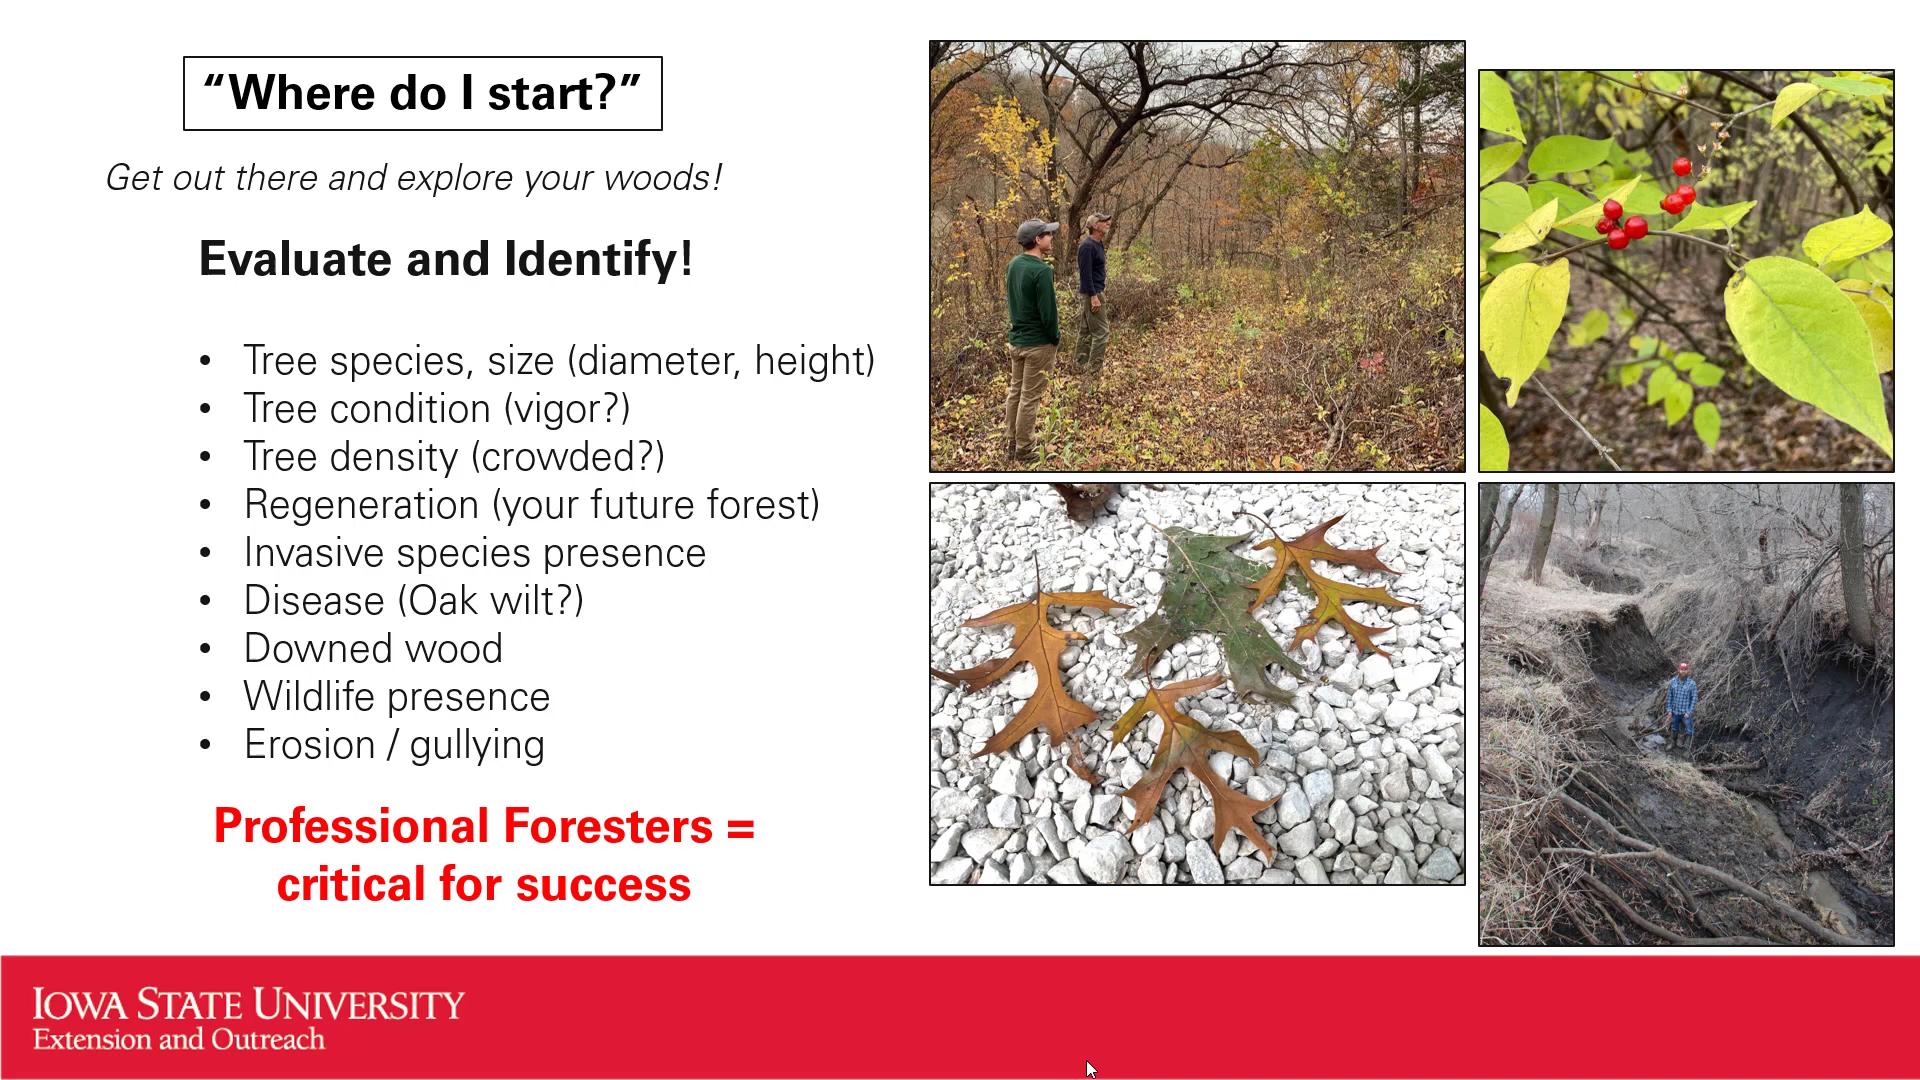 “Where do I start?”
Get out there and explore your woods!
Evaluate and Identify!
• Tree species, size (diameter, height)
• Tree condition (vigor?)
• Tree density (crowded?)
• Regeneration (your future forest)
• Invasive species presence
• Disease (Oak wilt?)
• Downed wood
• Wildlife presence
• Erosion / gullying
Professional Foresters =
critical for success
IOWA STATE UNIVERSITY
Extension and Outreach